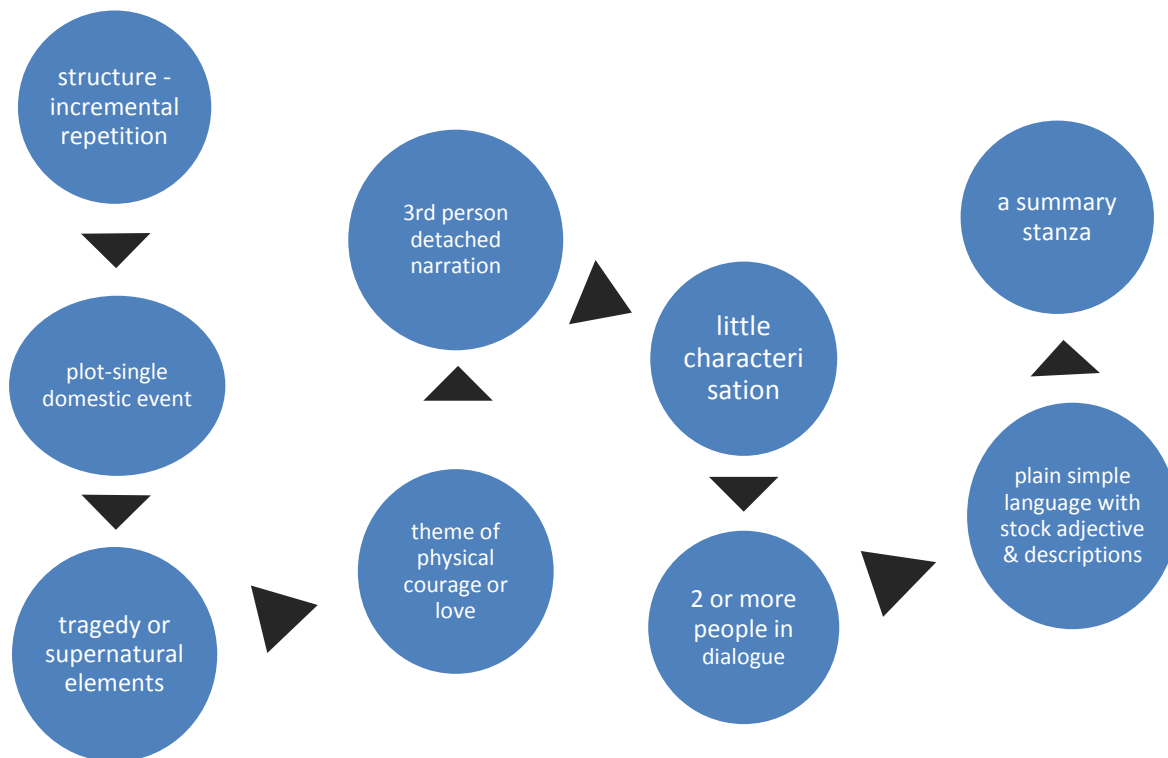 structure -
incremental
repetition
plot-single
domestic event
tragedy or
supernatural
elements
theme of
physical
courage or
love
3rd person
detached
narration
little
characteri
sation
2 or more
people in
dialogue
plain simple
language with
stock adjective
& descriptions
a summary
stanza